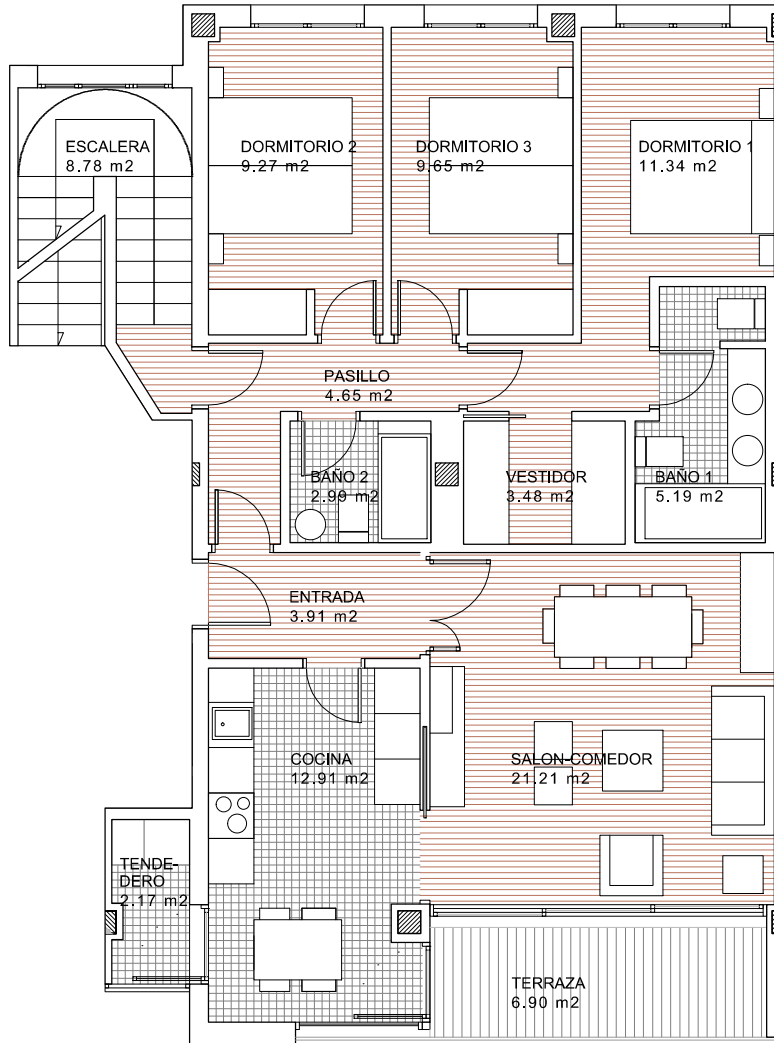 ESCALERA
8.78 m2
DORMITORIO 2
9.27 m2
DORMITORIO 3
9.65 m2
DORMITORIO 1
11.34 m2
PASILLO
4.65 m2
BAÑO 2
2.99 m2
VESTIDOR
3.48 m2
BAÑO 1
5.19 m2
ENTRADA
3.91 m2
COCINA
12.91 m2
SALON-COMEDOR
21.21 m2
TENDE-
DERO
2.17 m2
TERRAZA
6.90 m2